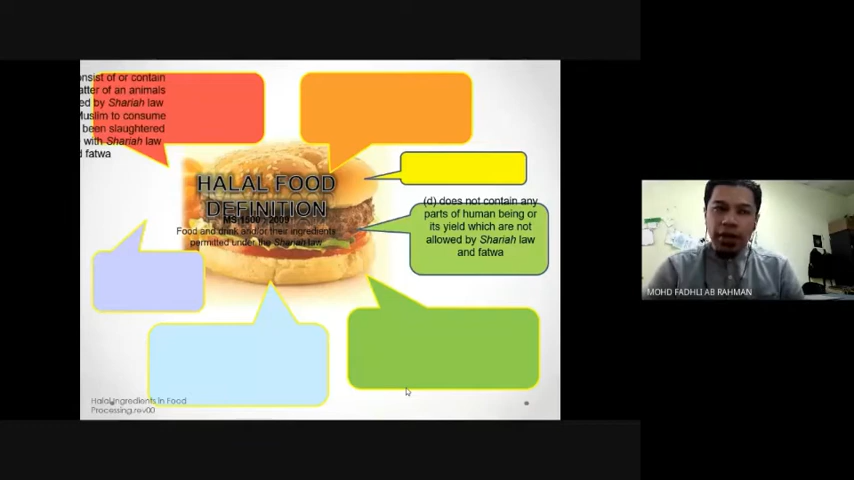 onsist of or contain
atter of an animals
ed by Shariah law
Muslim to consume
been slaughtered
with Shariah law
fatwa
HALAL FOOD
DEFINITION
MS 1500 : 2009
Food and drink and/or their ingredients
permitted under the Shariah law
(d) does not contain any
parts of human being or
its yield which are not
allowed by Shariah law
and fatwa
Halal Ingredients in Food
Processing.rev00
MOHD FADHLI AB RAHMAN